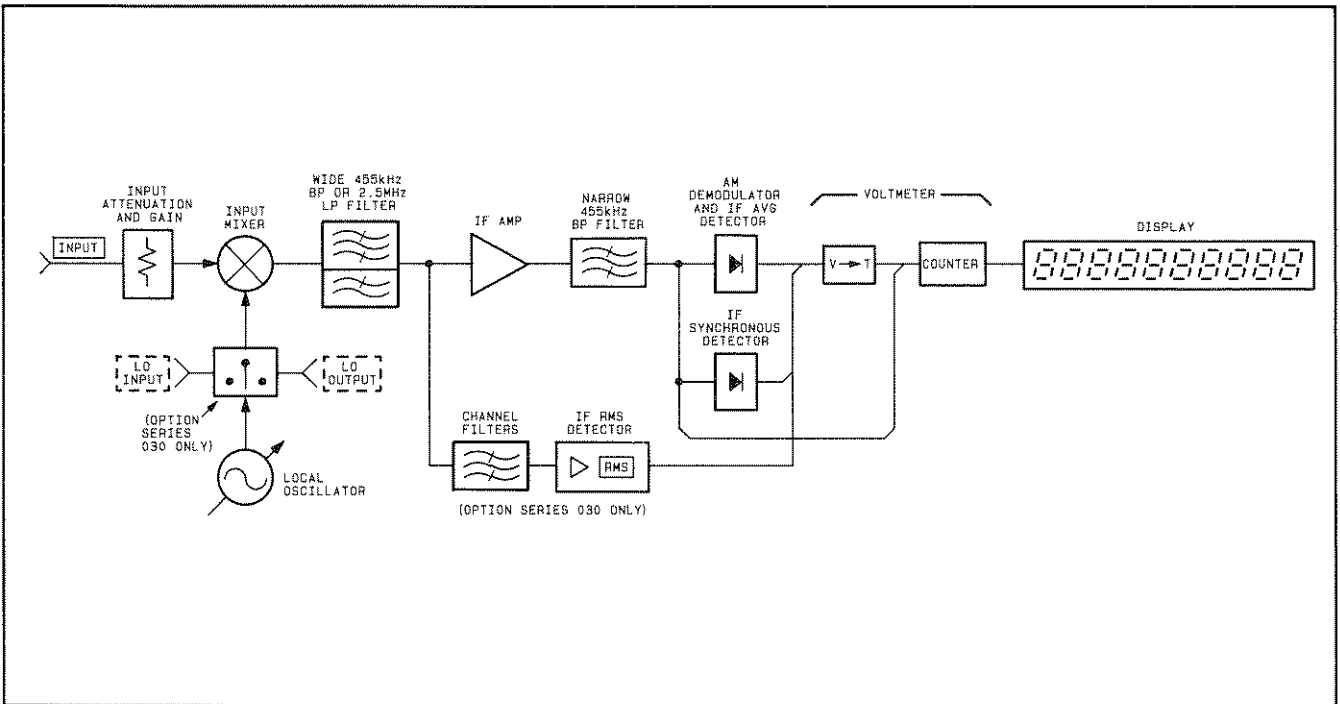 INPUT
INPUT
ATTENUATION
AND GAIN
INPUT
MIXER
WIDE 455kHz
BP OR 2.5MHz
LP FILTER
IF AMP
NARROW
455kHz
BP FILTER
AM
DEMODULATOR
AND IF AVG
DETECTOR
VOLTMETER
V→T
COUNTER
DISPLAY
8888888888
IF
SYNCHRONOUS
DETECTOR
LO
INPUT
LO
OUTPUT
(OPTION
SERIES
030 ONLY)
LOCAL
OSCILLATOR
CHANNEL
FILTERS
IF RMS
DETECTOR
RMS
(OPTION SERIES 030 ONLY)